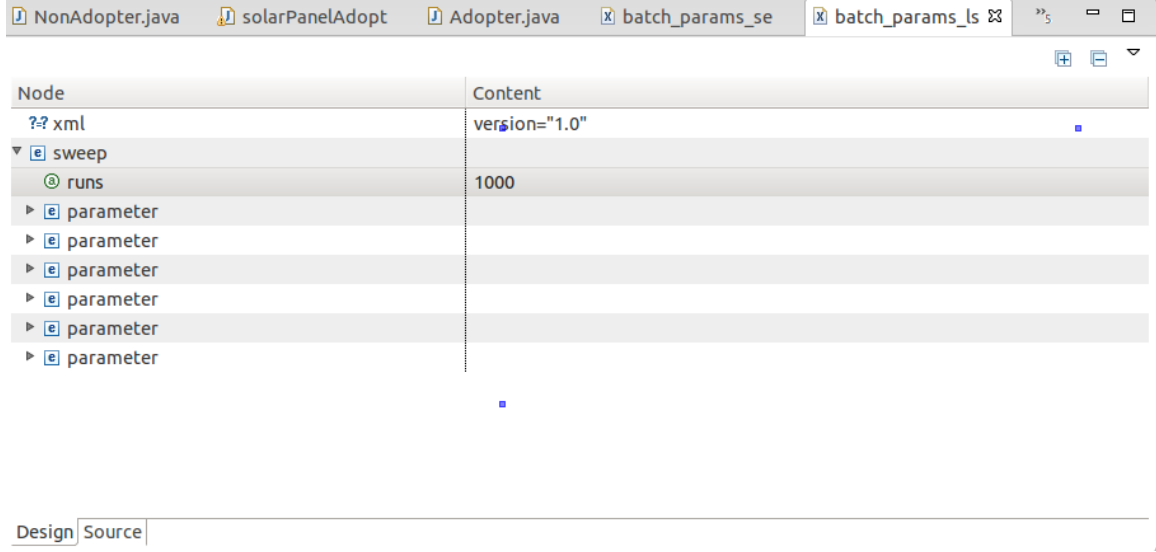 NonAdopter.java solarPanelAdopt Adopter.java batch_params_se batch_params_ls »5
Node Content
?=? xml version="1.0"
e sweep
a runs 1000
e parameter
e parameter
e parameter
e parameter
e parameter
e parameter
Design Source